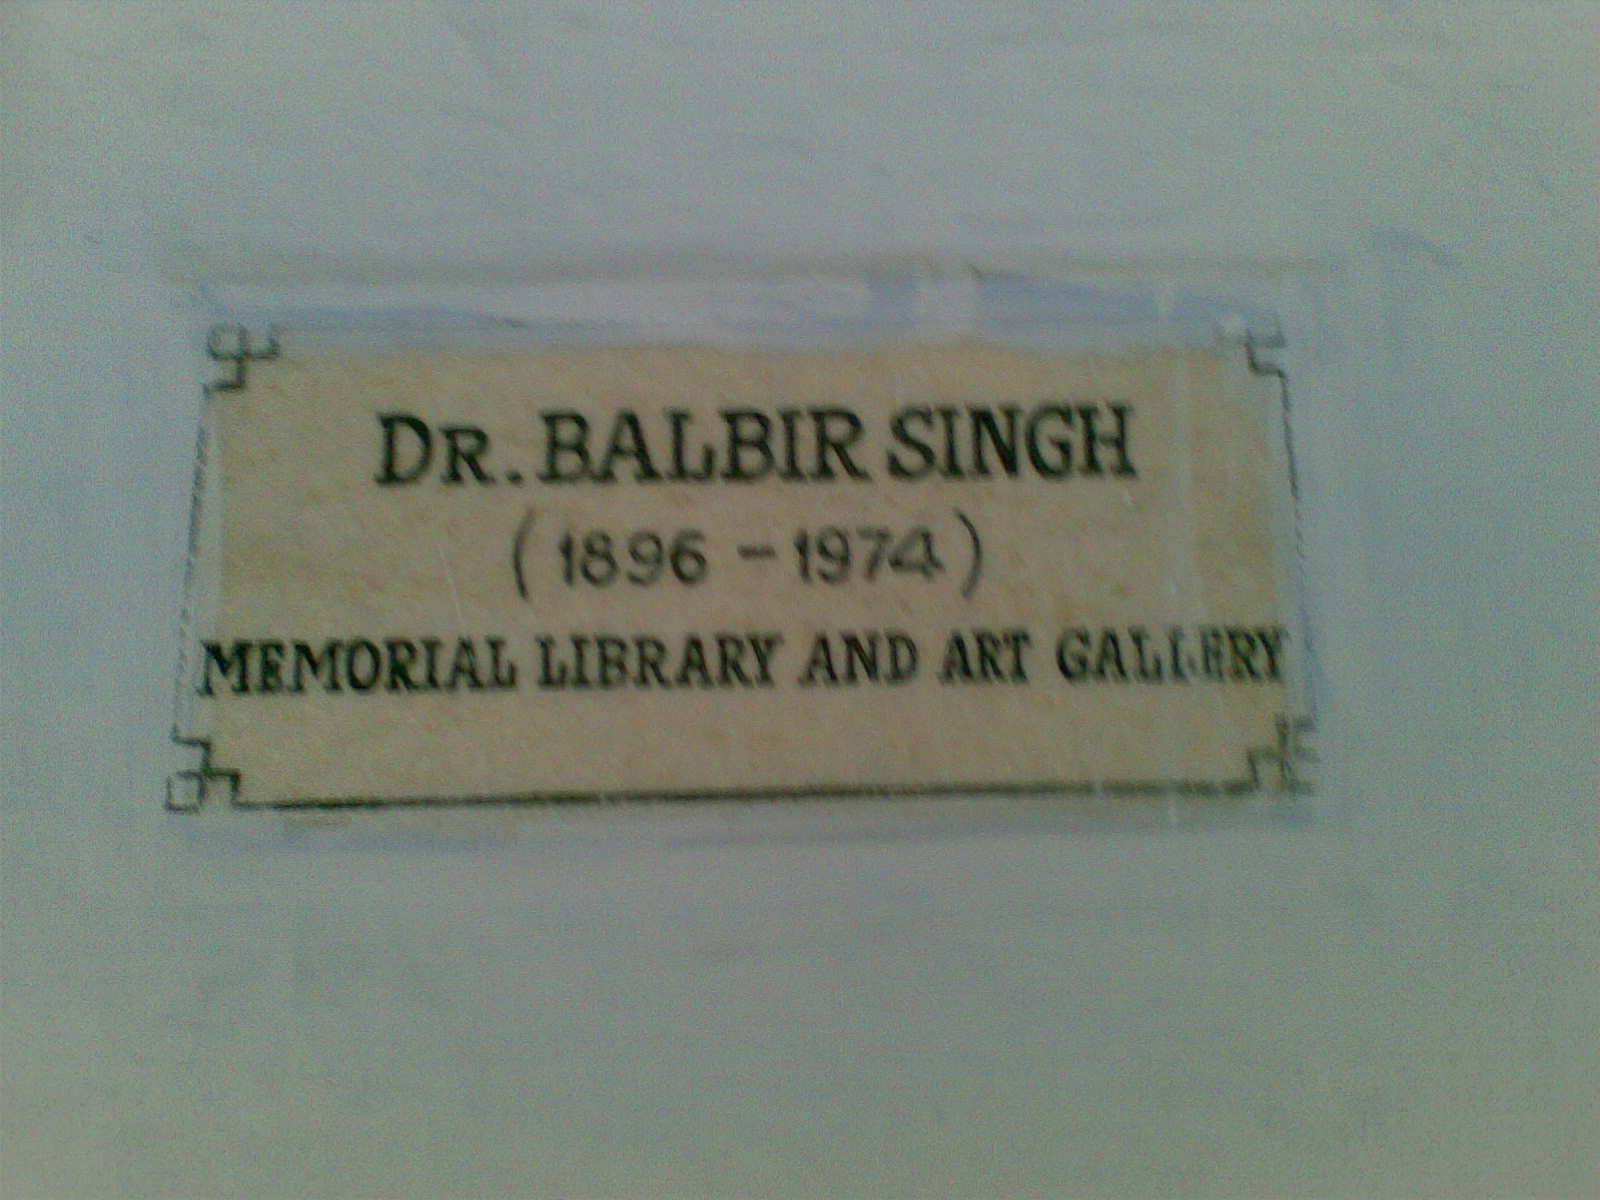 DR. BALBIR SINGH
(1896 - 1974)
MEMORIAL LIBRARY AND ART GALLERY